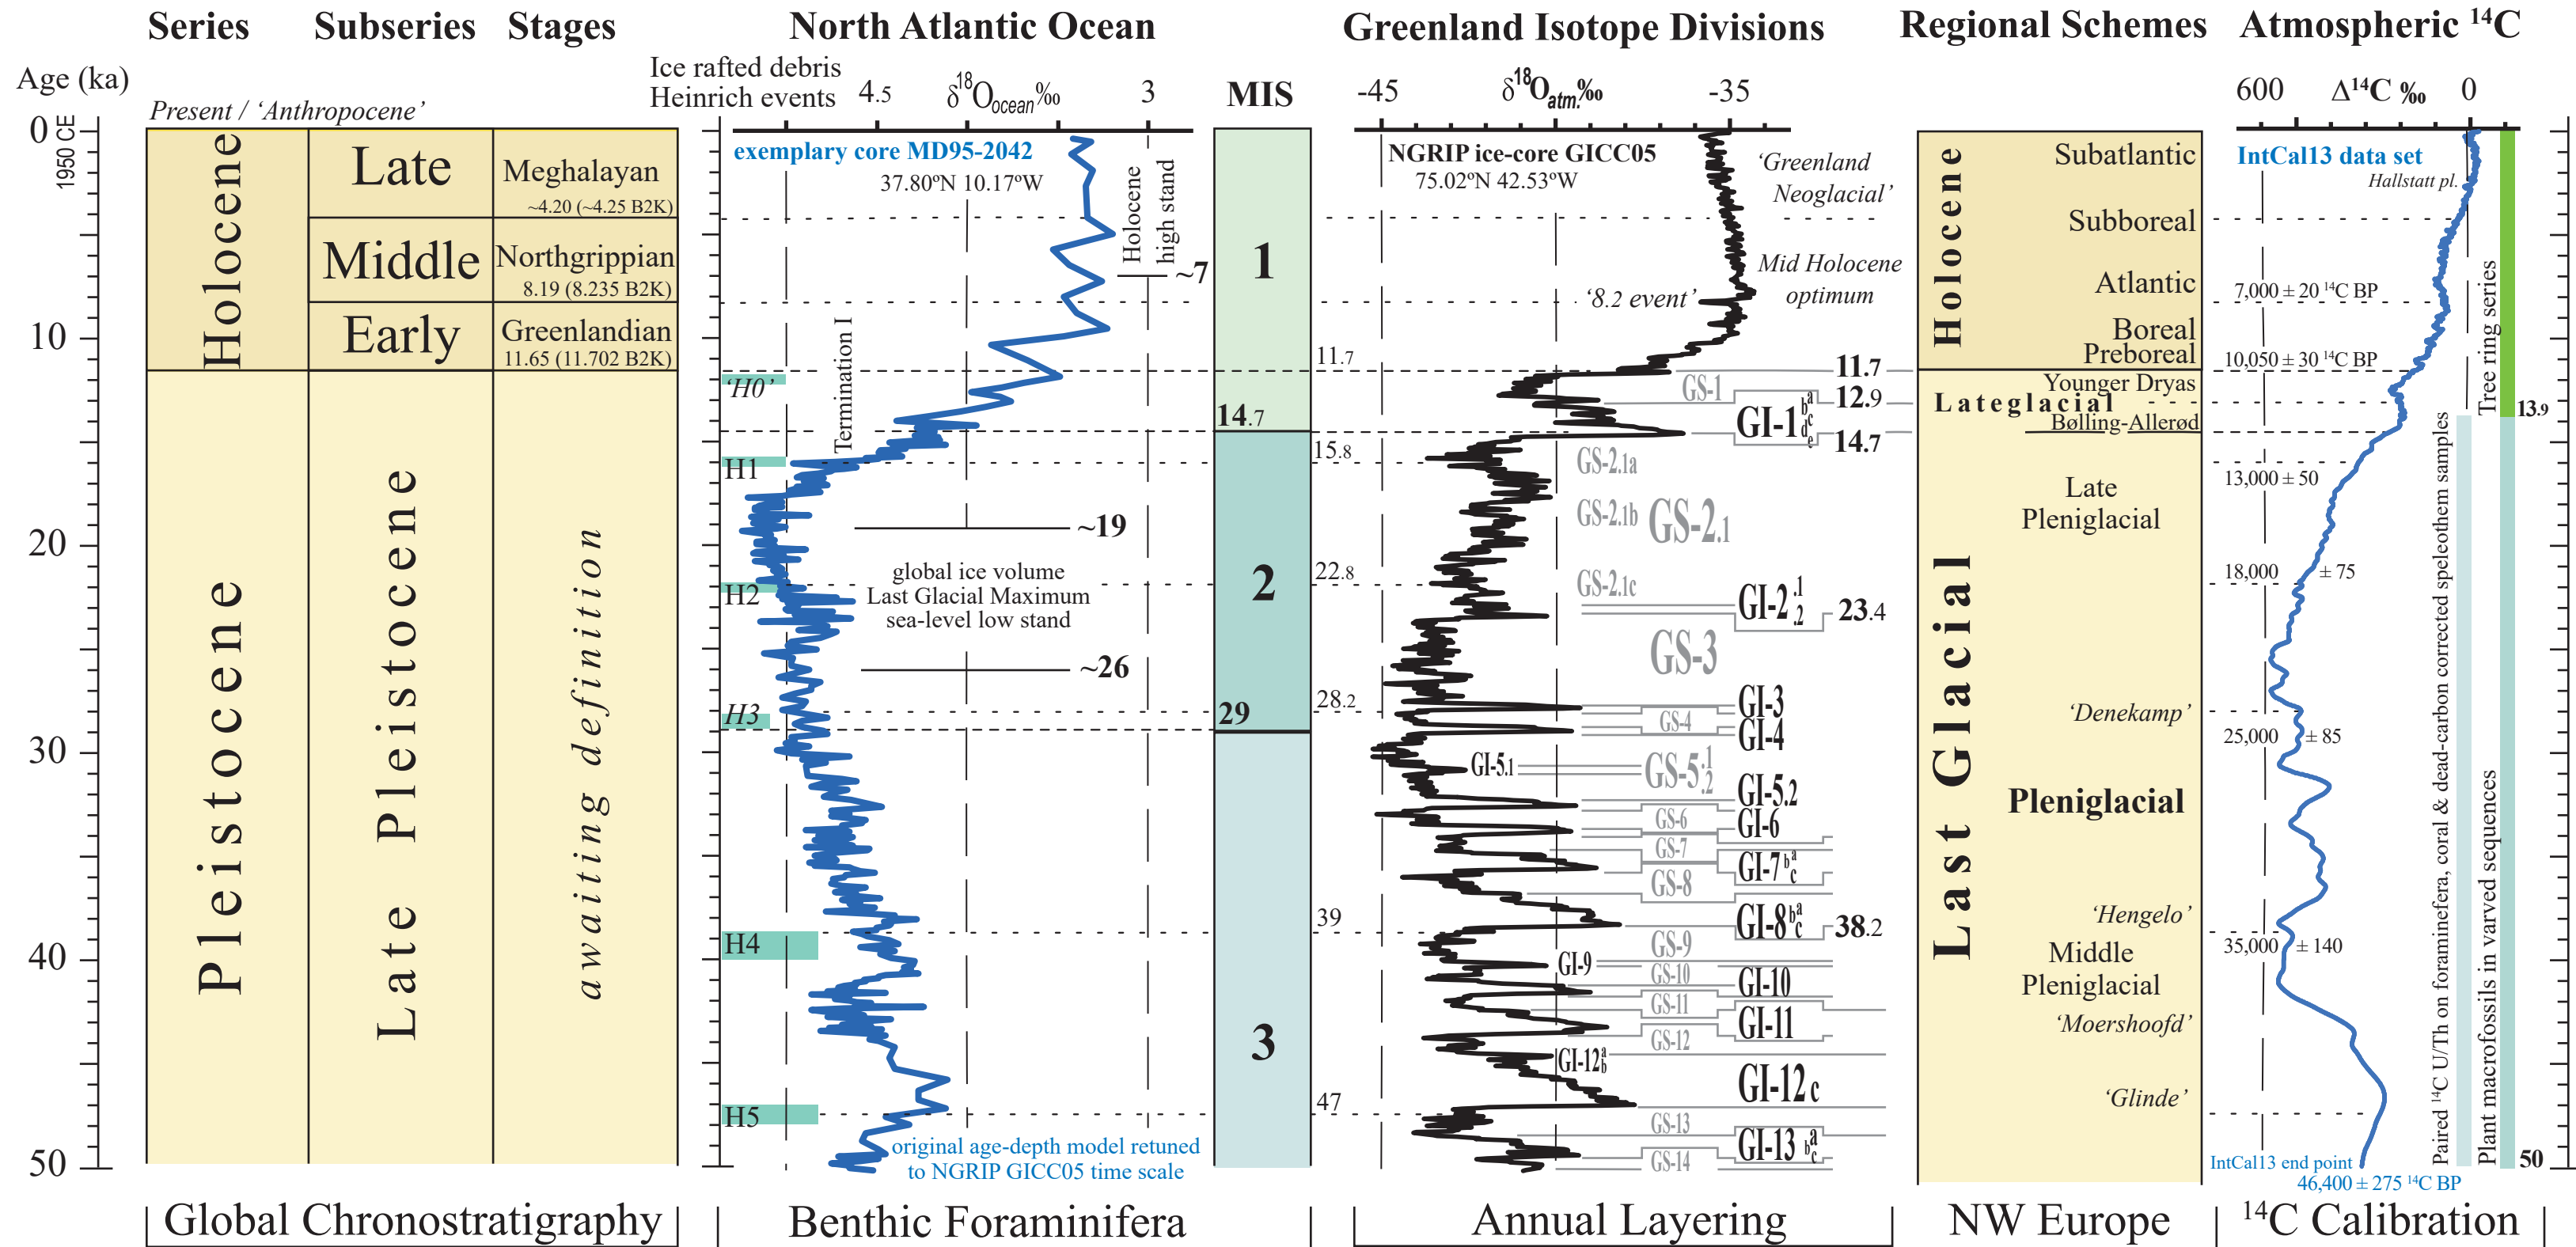 Series
Subseries
Stages
North Atlantic Ocean
Greenland Isotope Divisions
Regional Schemes
Atmospheric ¹⁴C
Age (ka)
Present / ‘Anthropocene’
Ice rafted debris
Heinrich events
4.5
δ¹⁸Oocean‰
3
MIS
-45
δ¹⁸Oatm.‰
-35
600
Δ¹⁴C ‰
0
0
1950 CE
10
20
30
40
50
Holocene
Late
Meghalayan
~4.20 (~4.25 B2K)
Middle
Northgrippian
8.19 (8.235 B2K)
Early
Greenlandian
11.65 (11.702 B2K)
Pleistocene
Late Pleistocene
awaiting definition
exemplary core MD95-2042
37.80ºN 10.17ºW
Holocene
high stand
~7
Termination I
‘H0’
H1
~19
global ice volume
Last Glacial Maximum
sea-level low stand
H2
~26
H3
H4
H5
original age-depth model retuned
to NGRIP GICC05 time scale
1
14.7
2
29
3
11.7
15.8
22.8
28.2
39
47
NGRIP ice-core GICC05
75.02ºN 42.53ºW
‘Greenland
Neoglacial’
Mid Holocene
optimum
‘8.2 event’
11.7
GS-1
12.9
GI-1 a b c d e
14.7
GS-2.1a
GS-2.1b
GS-2.1
GS-2.1c
GI-2 .1 .2
23.4
GS-3
GI-3
GS-4
GI-4
GI-5.1
GS-5 .1 .2
GI-5.2
GS-6
GI-6
GS-7
GI-7 a b c
GS-8
GI-8 a b c
38.2
GS-9
GI-9
GS-10
GI-10
GS-11
GI-11
GS-12
GI-12 a b
GI-12 c
GS-13
GI-13 a b c
GS-14
Holocene
Subatlantic
Subboreal
Atlantic
Boreal
Preboreal
Younger Dryas
Lateglacial
Bølling-Allerød
Last Glacial
Late
Pleniglacial
‘Denekamp’
Pleniglacial
‘Hengelo’
Middle
Pleniglacial
‘Moershoofd’
‘Glinde’
IntCal13 data set
Hallstatt pl.
7,000 ± 20 ¹⁴C BP
10,050 ± 30 ¹⁴C BP
13,000 ± 50
18,000 ± 75
25,000 ± 85
35,000 ± 140
IntCal13 end point
46,400 ± 275 ¹⁴C BP
Tree ring series
13.9
Paired ¹⁴C U/Th on foraminefera, coral & dead-carbon corrected speleothem samples
Plant macrofossils in varved sequences
50
Global Chronostratigraphy
Benthic Foraminifera
Annual Layering
NW Europe
¹⁴C Calibration